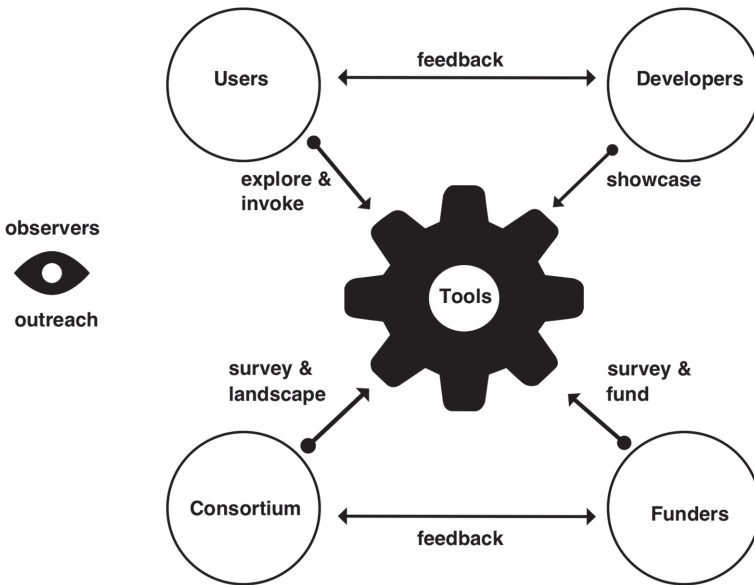 feedback
Users
Developers
explore &
invoke
showcase
observers
outreach
Tools
survey &
landscape
survey &
fund
Consortium
Funders
feedback